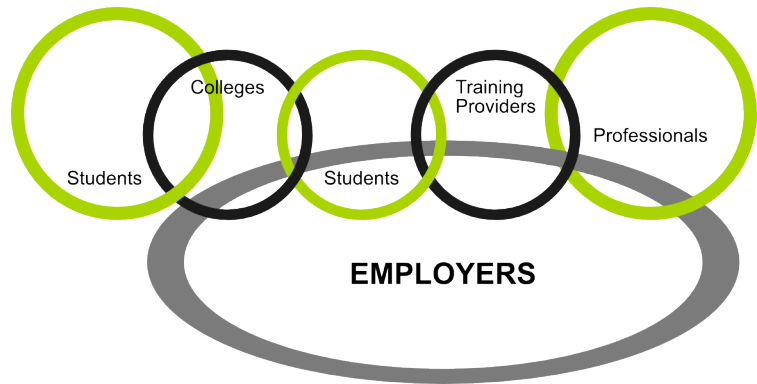 Colleges
Training
Providers
Professionals
Students
Students
EMPLOYERS